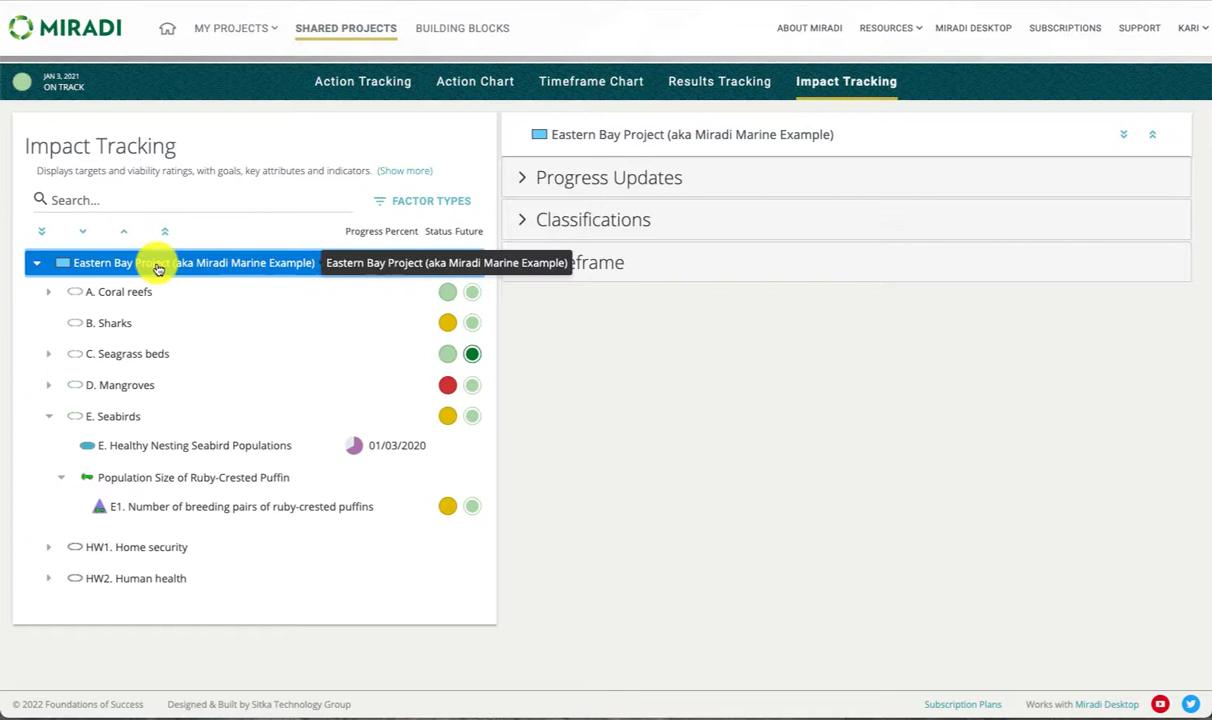 MIRADI
MY PROJECTS
SHARED PROJECTS
BUILDING BLOCKS
ABOUT MIRADI
RESOURCES
MIRADI DESKTOP
SUBSCRIPTIONS
SUPPORT
KARI
JAN 3, 2021
ON TRACK
Action Tracking
Action Chart
Timeframe Chart
Results Tracking
Impact Tracking
Impact Tracking
Displays targets and viability ratings, with goals, key attributes and indicators. (Show more)
Search...
FACTOR TYPES
Progress Percent Status Future
Eastern Bay Project (aka Miradi Marine Example)
Eastern Bay Project (aka Miradi Marine Example)
A. Coral reefs
B. Sharks
C. Seagrass beds
D. Mangroves
E. Seabirds
E. Healthy Nesting Seabird Populations 01/03/2020
Population Size of Ruby-Crested Puffin
E1. Number of breeding pairs of ruby-crested puffins
HW1. Home security
HW2. Human health
Eastern Bay Project (aka Miradi Marine Example)
Progress Updates
Classifications
eframe
© 2022 Foundations of Success
Designed & Built by Sitka Technology Group
Subscription Plans
Works with Miradi Desktop